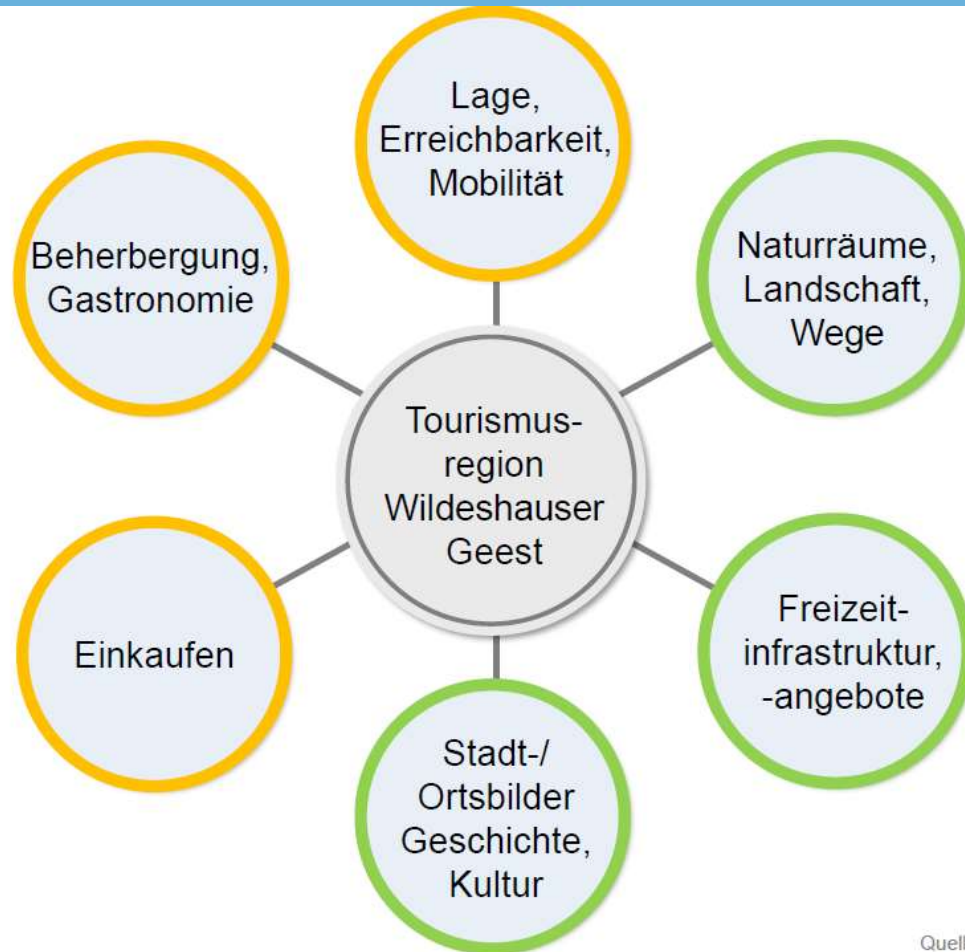 Lage,
Erreichbarkeit,
Mobilität
Beherbergung,
Gastronomie
Naturräume,
Landschaft,
Wege
Tourismus-
region
Wildeshauser
Geest
Einkaufen
Freizeit-
infrastruktur,
-angebote
Stadt-/
Ortsbilder
Geschichte,
Kultur